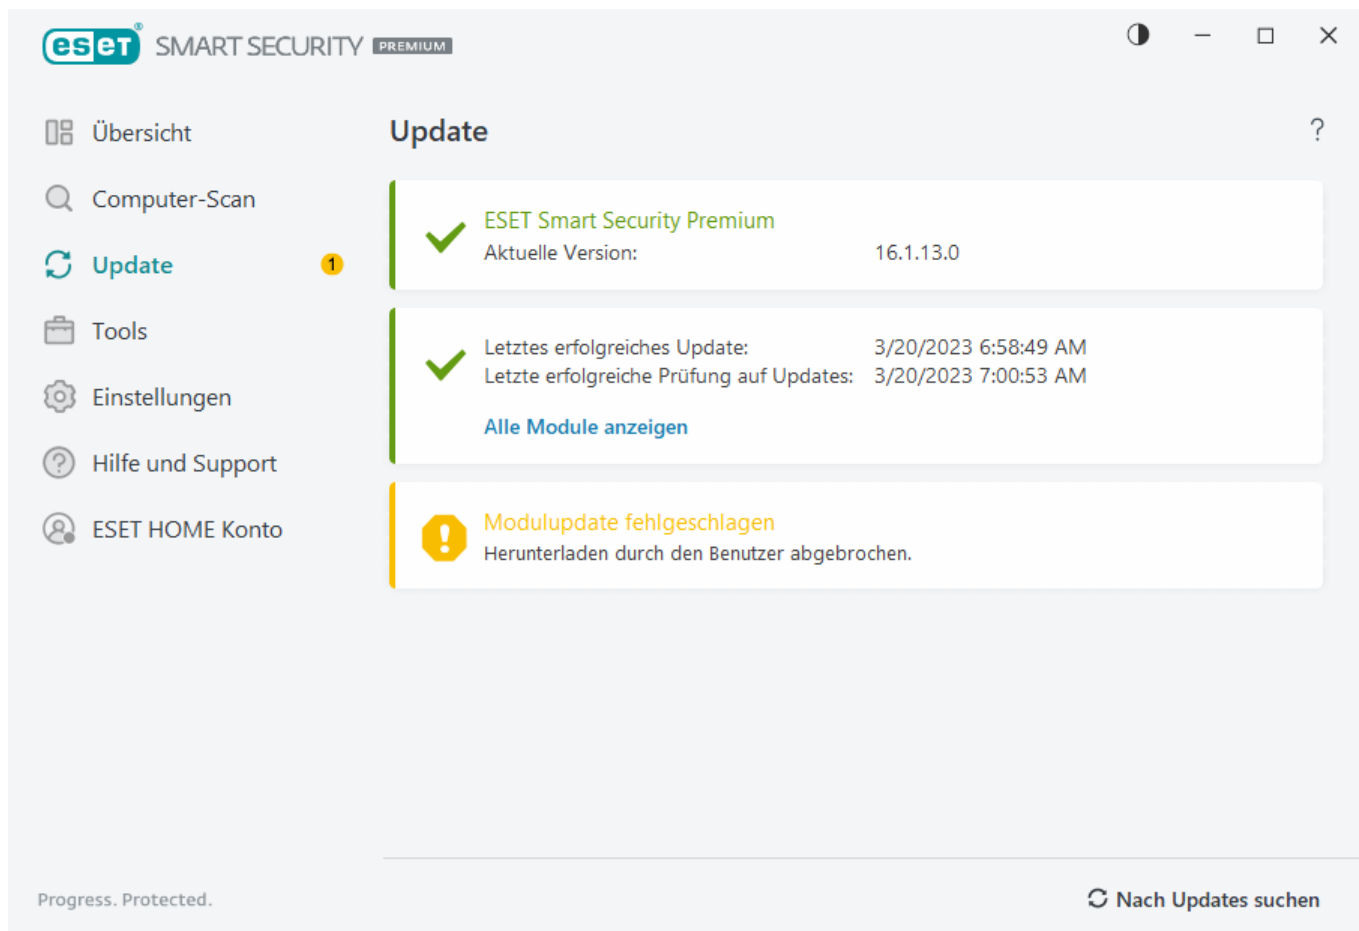 eset® SMART SECURITY PREMIUM
Übersicht
Computer-Scan
Update 1
Tools
Einstellungen
Hilfe und Support
ESET HOME Konto
Update ?
ESET Smart Security Premium
Aktuelle Version: 16.1.13.0
Letztes erfolgreiches Update: 3/20/2023 6:58:49 AM
Letzte erfolgreiche Prüfung auf Updates: 3/20/2023 7:00:53 AM
Alle Module anzeigen
Modulupdate fehlgeschlagen
Herunterladen durch den Benutzer abgebrochen.
Progress. Protected.
Nach Updates suchen